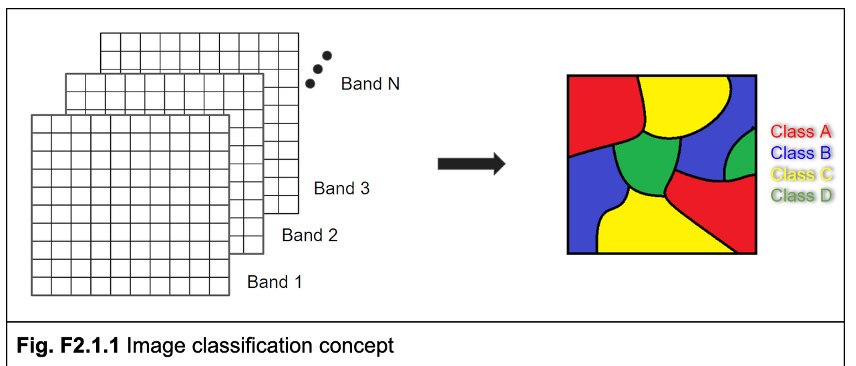 Band N
Band 3
Band 2
Band 1
Class A
Class B
Class C
Class D
Fig. F2.1.1 Image classification concept